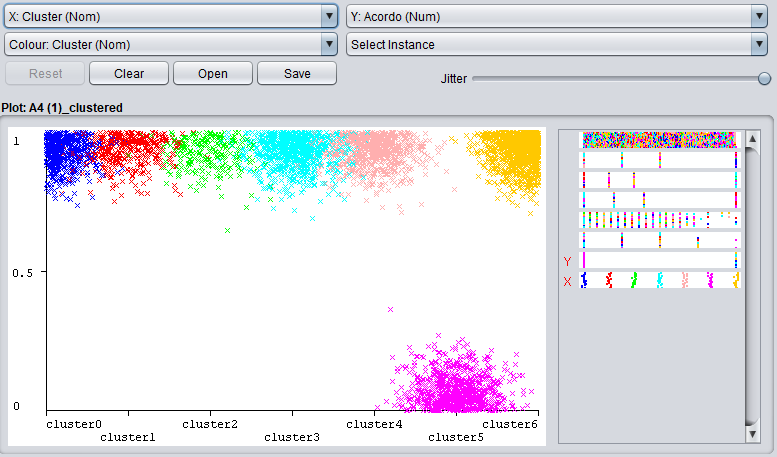 X: Cluster (Nom) Y: Acordo (Num)
Colour: Cluster (Nom) Select Instance
Reset Clear Open Save
Jitter
Plot: A4 (1)_clustered
1
0.5
0
cluster0 cluster2 cluster4 cluster6
cluster1 cluster3 cluster5
Y
X